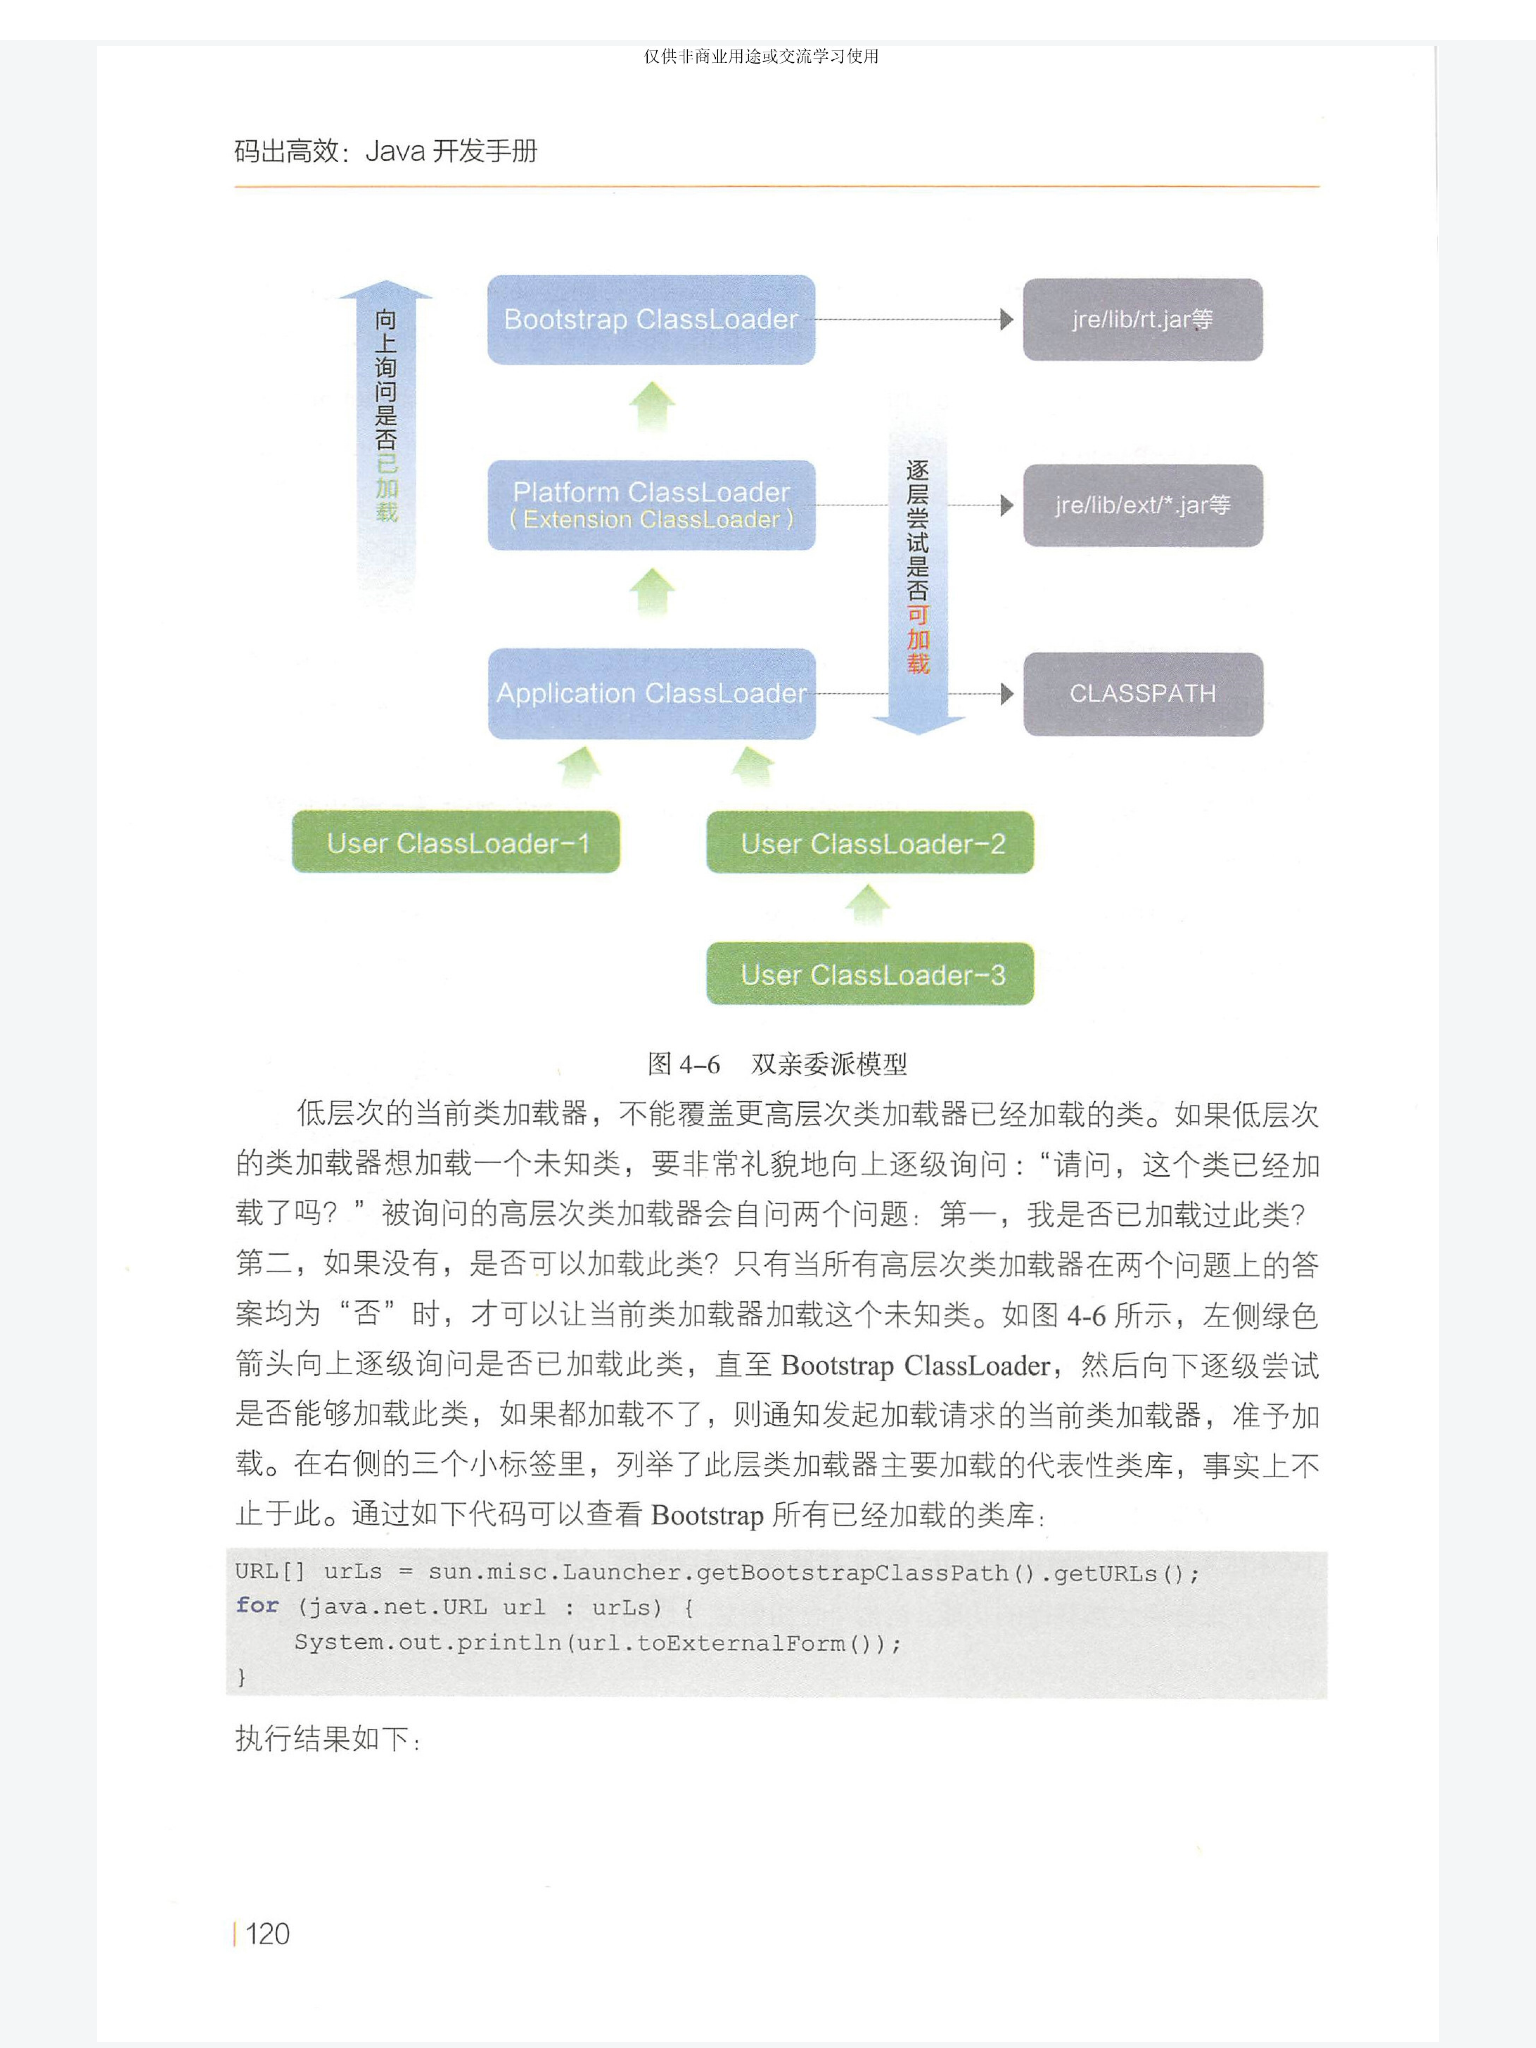 仅供非商业用途或交流学习使用
码出高效：Java 开发手册
向上询问是否已加载
Bootstrap ClassLoader
jre/lib/rt.jar等
Platform ClassLoader
（Extension ClassLoader）
逐层尝试是否可加载
jre/lib/ext/*.jar等
Application ClassLoader
CLASSPATH
User ClassLoader-1
User ClassLoader-2
User ClassLoader-3
图 4-6 双亲委派模型
低层次的当前类加载器，不能覆盖更高层次类加载器已经加载的类。如果低层次
的类加载器想加载一个未知类，要非常礼貌地向上逐级询问：“请问，这个类已经加
载了吗？”被询问的高层次类加载器会自问两个问题：第一，我是否已加载过此类？
第二，如果没有，是否可以加载此类？只有当所有高层次类加载器在两个问题上的答
案均为“否”时，才可以让当前类加载器加载这个未知类。如图 4-6 所示，左侧绿色
箭头向上逐级询问是否已加载此类，直至 Bootstrap ClassLoader，然后向下逐级尝试
是否能够加载此类，如果都加载不了，则通知发起加载请求的当前类加载器，准予加
载。在右侧的三个小标签里，列举了此层类加载器主要加载的代表性类库，事实上不
止于此。通过如下代码可以查看 Bootstrap 所有已经加载的类库：
URL[] urLs = sun.misc.Launcher.getBootstrapClassPath().getURLs();
for (java.net.URL url : urLs) {
    System.out.println(url.toExternalForm());
}
执行结果如下：
120